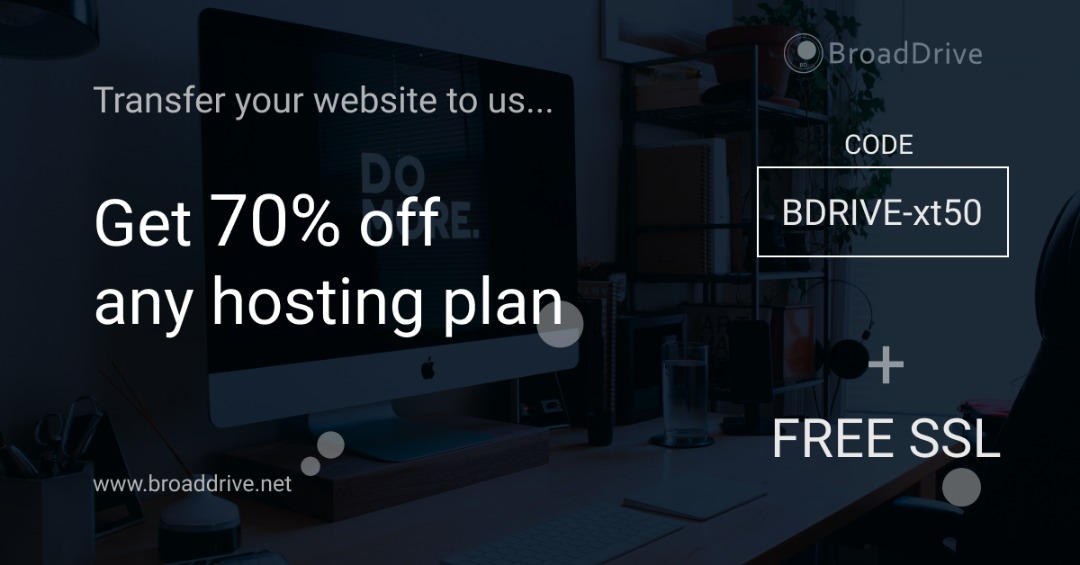 BroadDrive
Transfer your website to us...
Get 70% off
any hosting plan
CODE
BDRIVE-xt50
+
FREE SSL
www.broaddrive.net
DO
MORE.